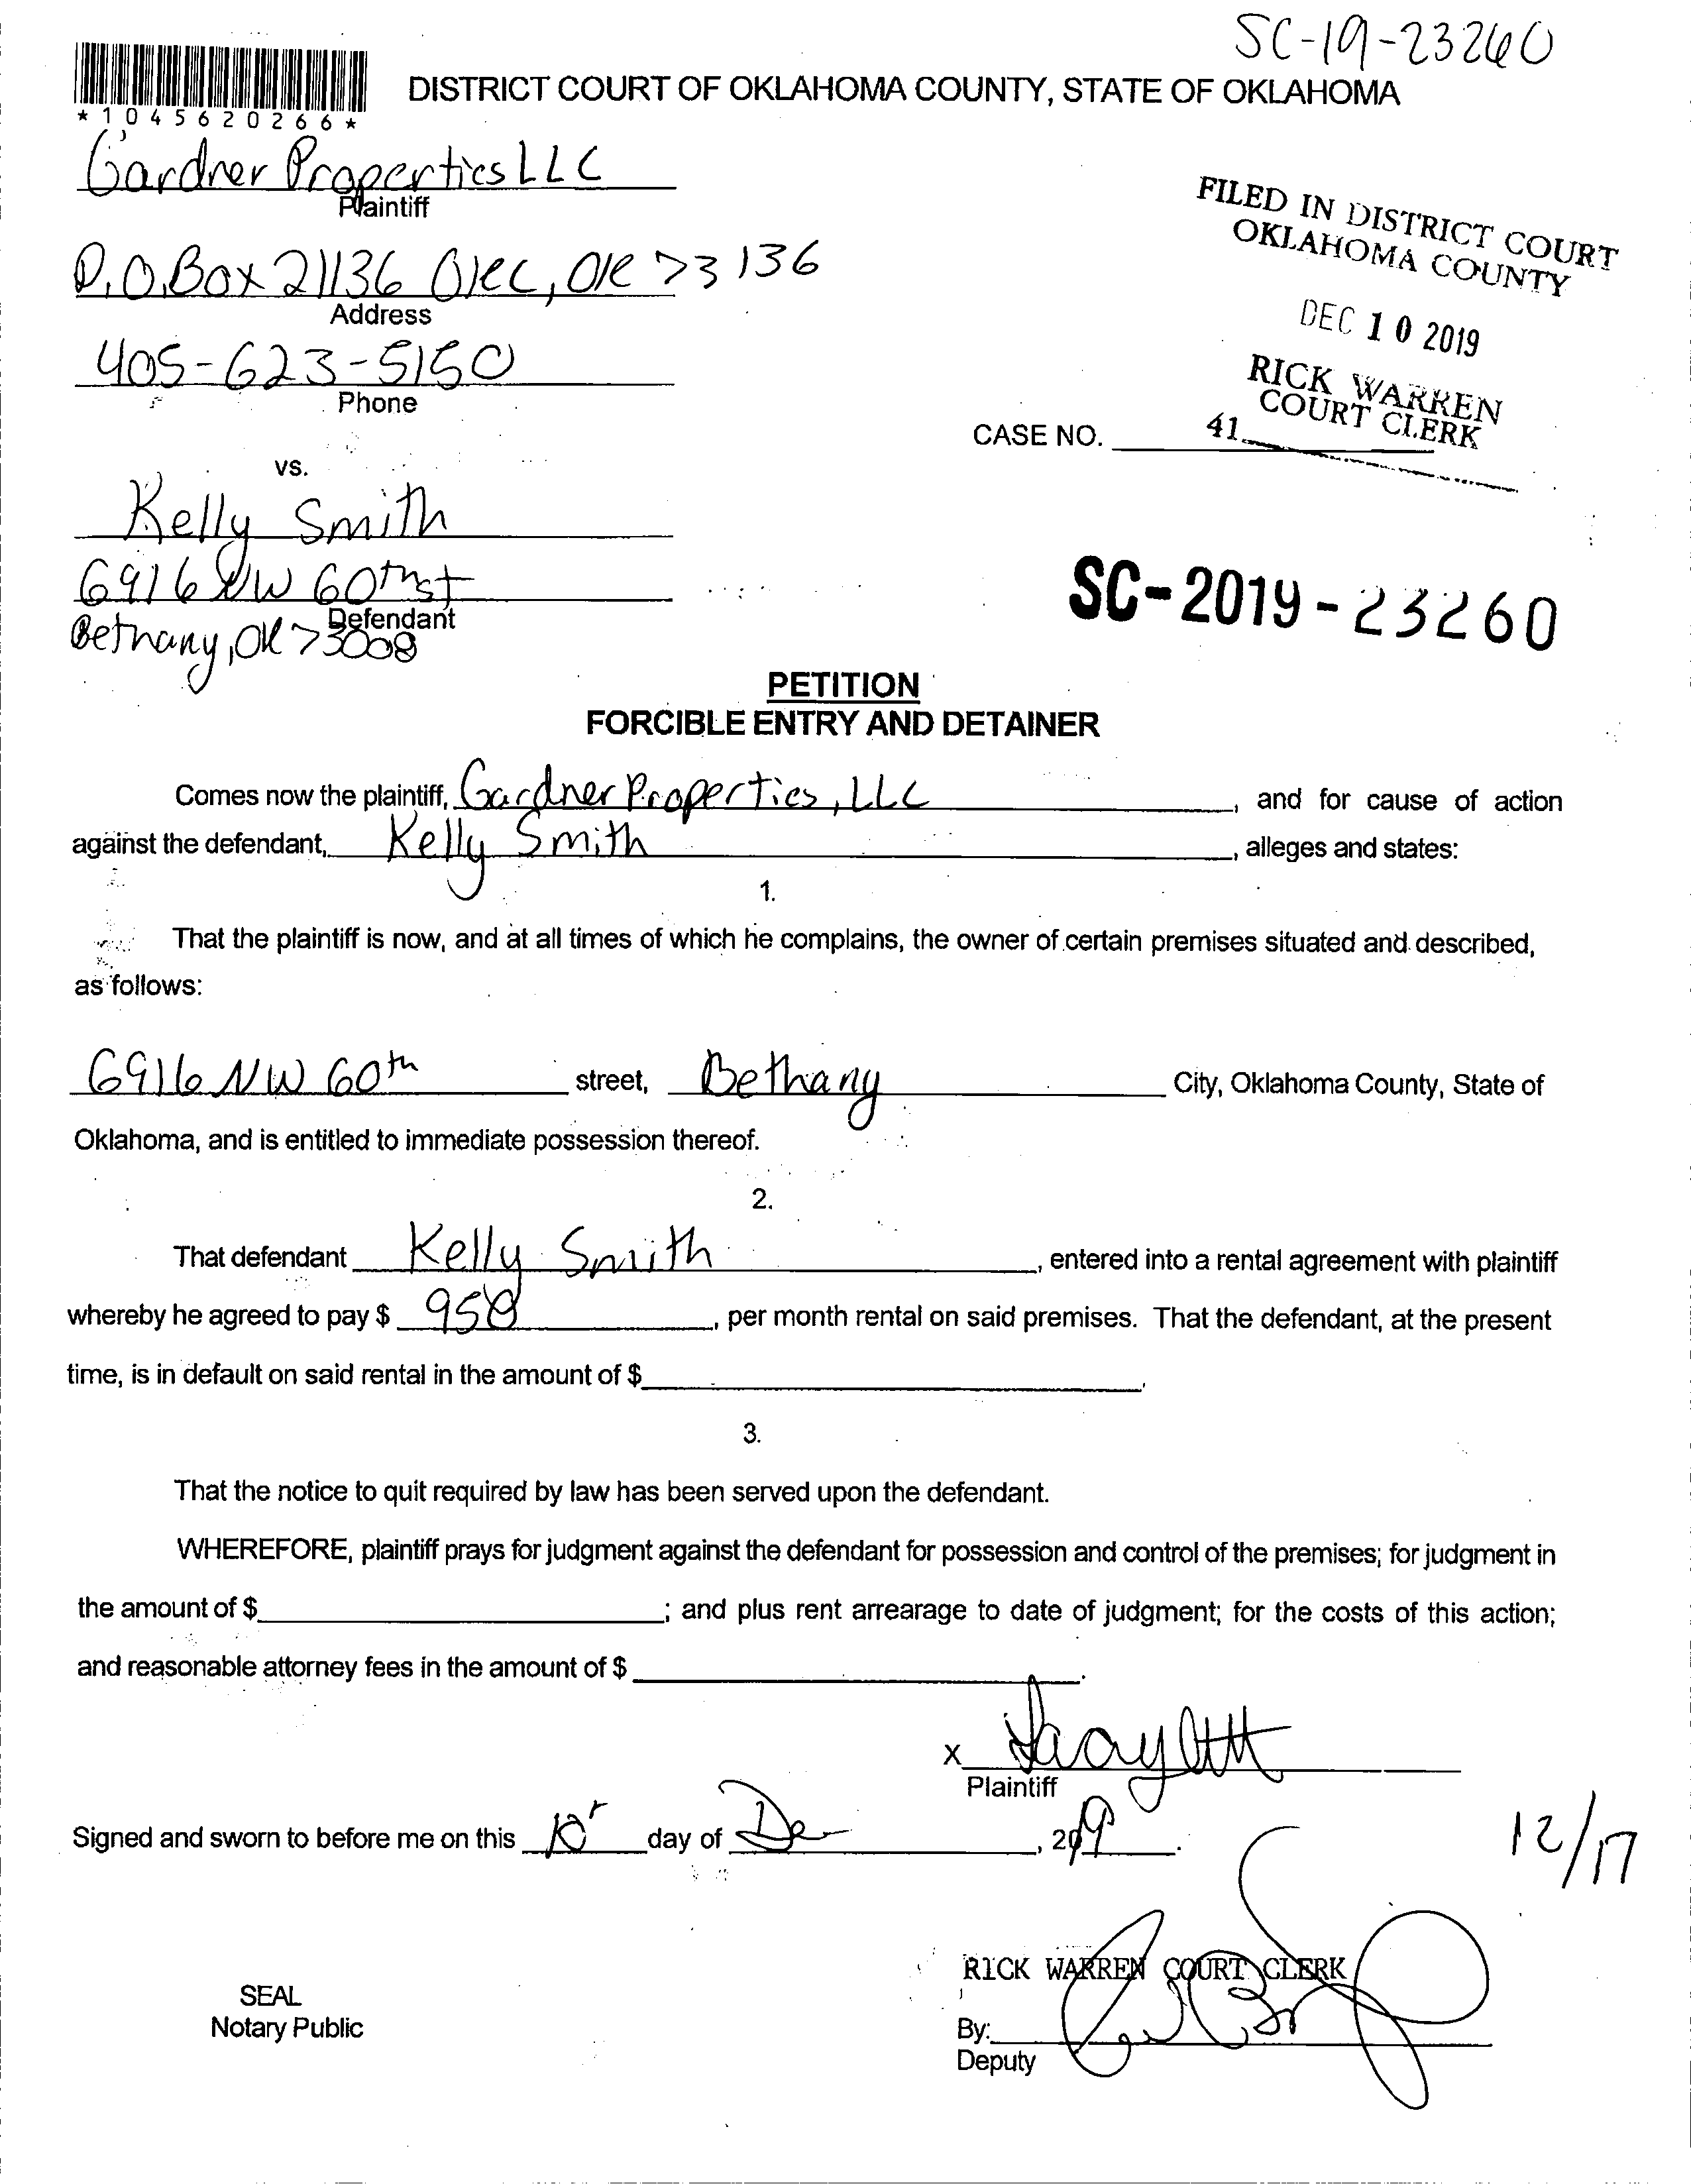 SC-19-23260
*1045620266*
DISTRICT COURT OF OKLAHOMA COUNTY, STATE OF OKLAHOMA
Gardner Properties LLC
Plaintiff
P.O. Box 21136 OKC, OK 73136
Address
405-623-5150
Phone
FILED IN DISTRICT COURT
OKLAHOMA COUNTY
DEC 10 2019
RICK WARREN
COURT CLERK
41
CASE NO.
vs.
Kelly Smith
6916 NW 60th st
Defendant
Bethany, OK 73008
SC-2019-23260
PETITION
FORCIBLE ENTRY AND DETAINER
Comes now the plaintiff, Gardner Properties, LLC, and for cause of action
against the defendant, Kelly Smith, alleges and states:
1.
That the plaintiff is now, and at all times of which he complains, the owner of certain premises situated and described,
as follows:
6916 NW 60th street, Bethany City, Oklahoma County, State of
Oklahoma, and is entitled to immediate possession thereof.
2.
That defendant Kelly Smith, entered into a rental agreement with plaintiff
whereby he agreed to pay $ 950, per month rental on said premises. That the defendant, at the present
time, is in default on said rental in the amount of $
3.
That the notice to quit required by law has been served upon the defendant.
WHEREFORE, plaintiff prays for judgment against the defendant for possession and control of the premises; for judgment in
the amount of $ ; and plus rent arrearage to date of judgment; for the costs of this action;
and reasonable attorney fees in the amount of $ .
X
Plaintiff
Signed and sworn to before me on this 10 day of De, 2019.
12/17
RICK WARREN COURT CLERK
SEAL
Notary Public
By:
Deputy